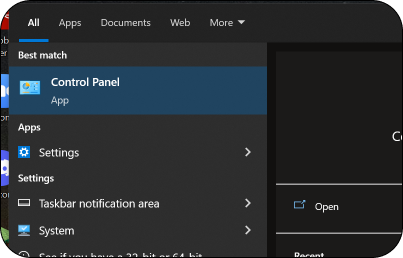 All Apps Documents Web More
Best match
Control Panel
App
Apps
Settings
Settings
Taskbar notification area
System
See if you have a 32-bit or 64-bit
Open
Recent